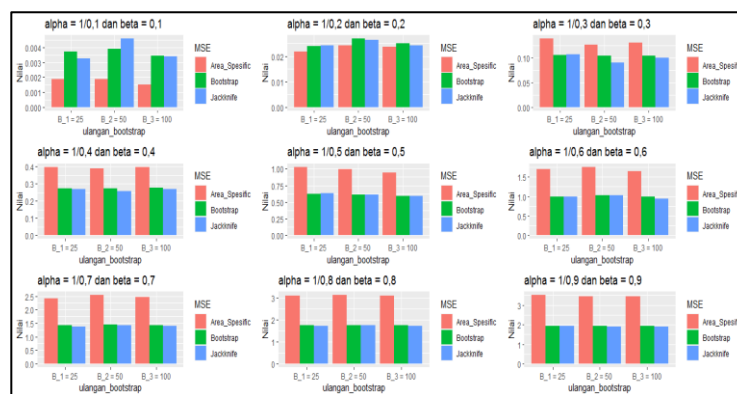 alpha = 1/0,1 dan beta = 0,1
Nilai
0.004
0.003
0.002
0.001
0.000
B_1 = 25
B_2 = 50
B_3 = 100
ulangan_bootstrap
MSE
Area_Spesific
Bootstrap
Jackknife
alpha = 1/0,2 dan beta = 0,2
Nilai
0.02
0.01
0.00
B_1 = 25
B_2 = 50
B_3 = 100
ulangan_bootstrap
MSE
Area_Spesific
Bootstrap
Jackknife
alpha = 1/0,3 dan beta = 0,3
Nilai
0.10
0.05
0.00
B_1 = 25
B_2 = 50
B_3 = 100
ulangan_bootstrap
MSE
Area_Spesific
Bootstrap
Jackknife
alpha = 1/0,4 dan beta = 0,4
Nilai
0.4
0.3
0.2
0.1
0.0
B_1 = 25
B_2 = 50
B_3 = 100
ulangan_bootstrap
MSE
Area_Spesific
Bootstrap
Jackknife
alpha = 1/0,5 dan beta = 0,5
Nilai
1.00
0.75
0.50
0.25
0.00
B_1 = 25
B_2 = 50
B_3 = 100
ulangan_bootstrap
MSE
Area_Spesific
Bootstrap
Jackknife
alpha = 1/0,6 dan beta = 0,6
Nilai
1.5
1.0
0.5
0.0
B_1 = 25
B_2 = 50
B_3 = 100
ulangan_bootstrap
MSE
Area_Spesific
Bootstrap
Jackknife
alpha = 1/0,7 dan beta = 0,7
Nilai
2.5
2.0
1.5
1.0
0.5
0.0
B_1 = 25
B_2 = 50
B_3 = 100
ulangan_bootstrap
MSE
Area_Spesific
Bootstrap
Jackknife
alpha = 1/0,8 dan beta = 0,8
Nilai
3
2
1
0
B_1 = 25
B_2 = 50
B_3 = 100
ulangan_bootstrap
MSE
Area_Spesific
Bootstrap
Jackknife
alpha = 1/0,9 dan beta = 0,9
Nilai
3
2
1
0
B_1 = 25
B_2 = 50
B_3 = 100
ulangan_bootstrap
MSE
Area_Spesific
Bootstrap
Jackknife